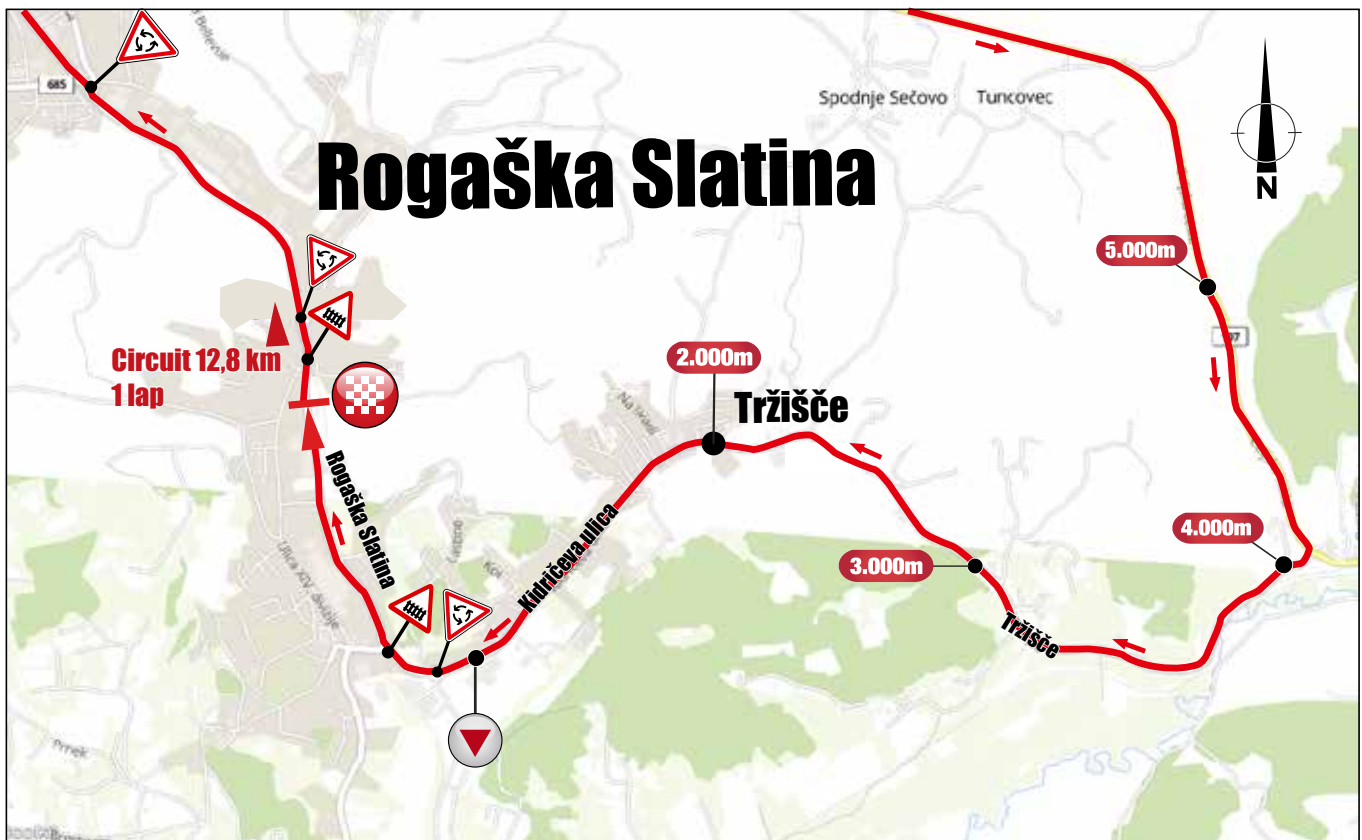 685
Spodnje Sečovo
Tuncovec
Rogaška Slatina
N
5.000m
Circuit 12,8 km
1 lap
2.000m
Tržišče
Rogaška Slatina
Kidričeva ulica
4.000m
3.000m
Tržišče
Prnek